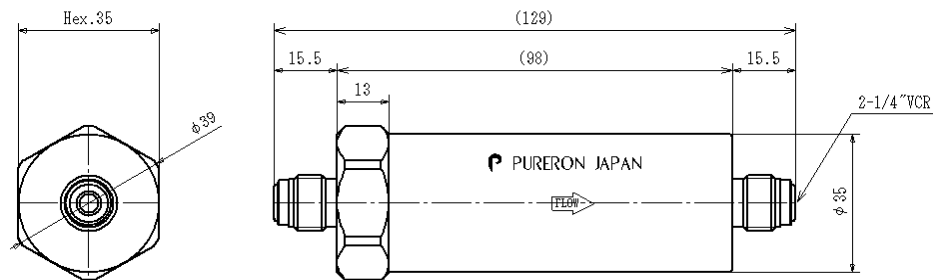 Hex.35
(129)
15.5
(98)
15.5
13
2-1/4"VCR
φ39
PURERON JAPAN
FLOW
φ35